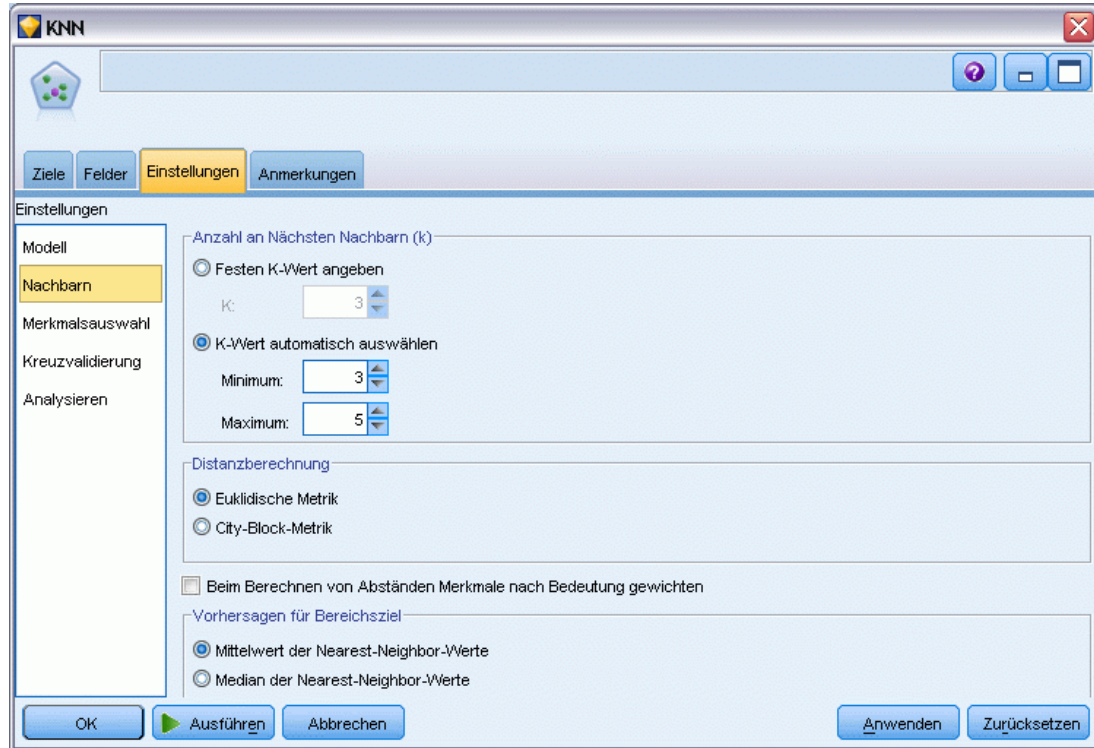 KNN
Ziele Felder Einstellungen Anmerkungen
Einstellungen
Modell
Nachbarn
Merkmalsauswahl
Kreuzvalidierung
Analysieren
Anzahl an Nächsten Nachbarn (k)
Festen K-Wert angeben
K: 3
K-Wert automatisch auswählen
Minimum: 3
Maximum: 5
Distanzberechnung
Euklidische Metrik
City-Block-Metrik
Beim Berechnen von Abständen Merkmale nach Bedeutung gewichten
Vorhersagen für Bereichsziel
Mittelwert der Nearest-Neighbor-Werte
Median der Nearest-Neighbor-Werte
OK Ausführen Abbrechen Anwenden Zurücksetzen